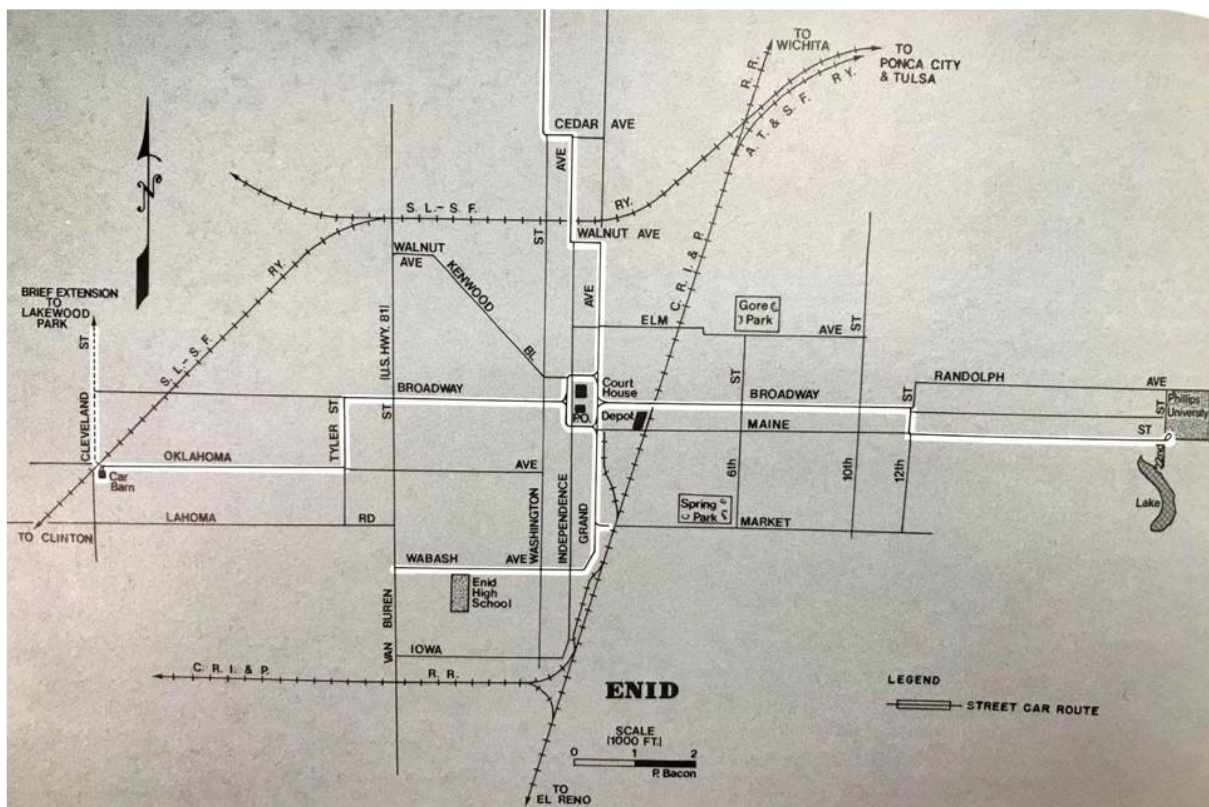 TO
WICHITA
TO
PONCA CITY
& TULSA
R. R.
A. T. & S. F. RY.
CEDAR AVE
AVE
S. L.- S. F. RY.
ST
WALNUT AVE
WALNUT
AVE
KENWOOD BL
(U.S. HWY. 81)
AVE
C. R. I. & P.
Gore
Park
ELM AVE
ST
BRIEF EXTENSION
TO
LAKEWOOD
PARK
ST
S. L.- S. F. RY.
BROADWAY
Court
House
P.O.
Depot
ST
BROADWAY
ST
RANDOLPH AVE
ST
Phillips
University
MAINE ST
CLEVELAND
TYLER ST
ST
OKLAHOMA AVE
Car
Barn
6th
10th
12th
22nd
Lake
Spring
Park
LAHOMA RD
MARKET
WASHINGTON
INDEPENDENCE
GRAND
TO CLINTON
WABASH AVE
Enid
High
School
VAN BUREN
IOWA
C. R. I. & P. R. R.
ENID
LEGEND
STREET CAR ROUTE
SCALE
(1000 FT.)
0 1 2
P. Bacon
TO
EL RENO
N